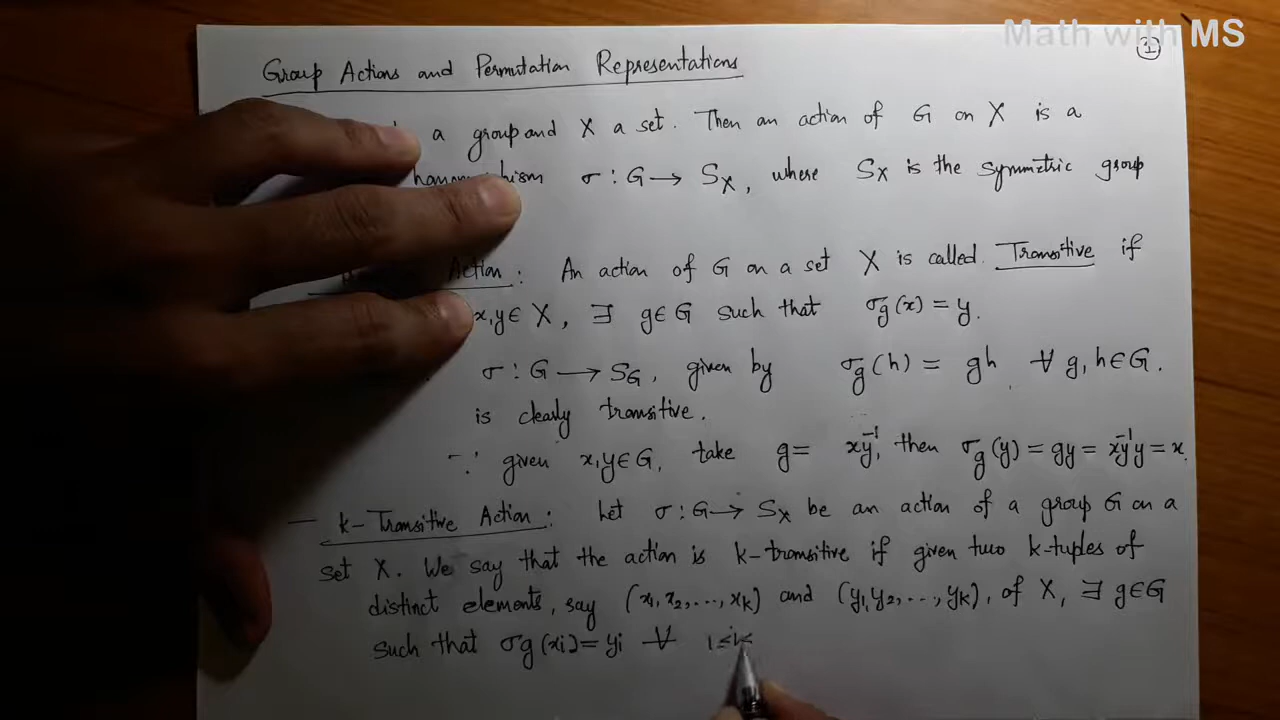 Math with MS
1
Group Actions and Permutation Representations
a group and X a set. Then an action of G on X is a
σ : G → S_X, where S_X is the symmetric group
Action : An action of G on a set X is called Transitive if
x, y ∈ X, ∃ g ∈ G such that σ_g(x) = y.
σ : G → S_G, given by σ_g(h) = gh ∀ g, h ∈ G.
is clearly transitive.
∵ given x, y ∈ G, take g = xy⁻¹, then σ_g(y) = gy = xy⁻¹y = x.
— k-Transitive Action : Let σ : G → S_X be an action of a group G on a
set X. We say that the action is k-transitive if given two k-tuples of
distinct elements, say (x₁, x₂, ..., x_k) and (y₁, y₂, ..., y_k), of X, ∃ g ∈ G
such that σ_g(x_i) = y_i ∀ 1 ≤ i ≤